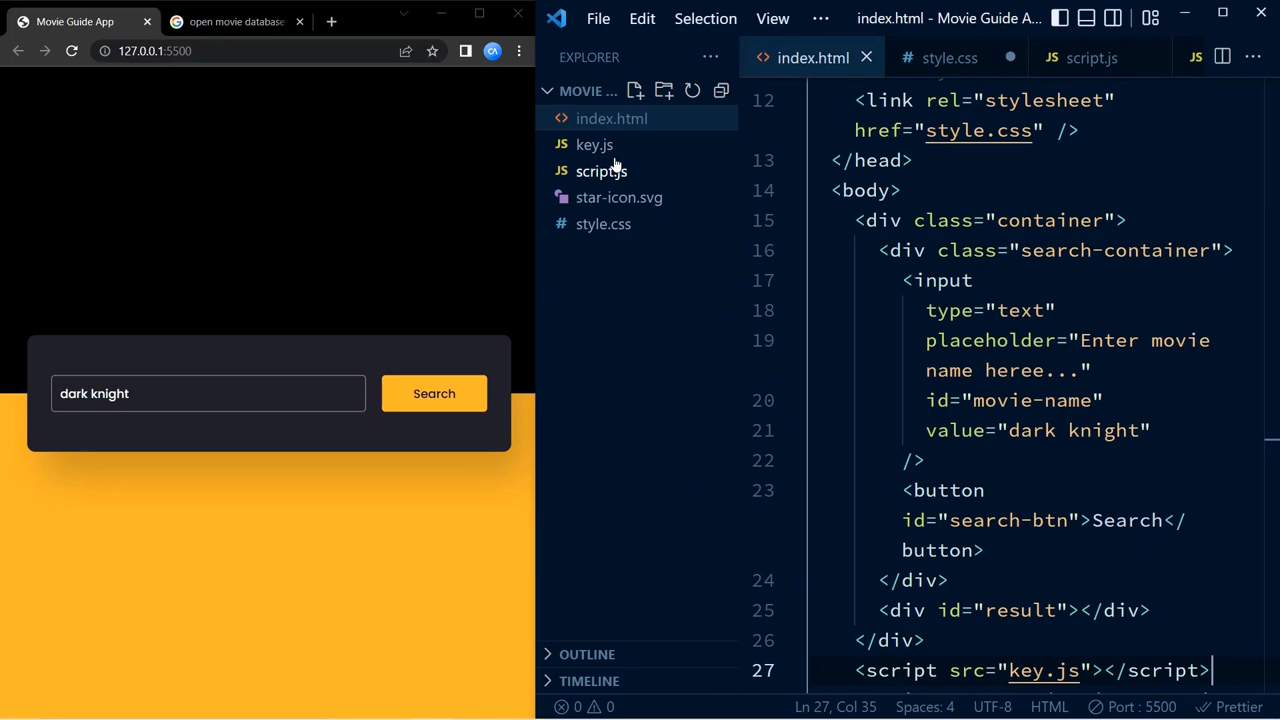 Movie Guide App
open movie database
127.0.0.1:5500
dark knight
Search
File Edit Selection View ... index.html - Movie Guide A...
EXPLORER
MOVIE ...
index.html
JS key.js
JS script.js
star-icon.svg
# style.css
OUTLINE
TIMELINE
<> index.html # style.css JS script.js JS
12 <link rel="stylesheet"
href="style.css" />
13 </head>
14 <body>
15 <div class="container">
16 <div class="search-container">
17 <input
18 type="text"
19 placeholder="Enter movie
name heree..."
20 id="movie-name"
21 value="dark knight"
22 />
23 <button
id="search-btn">Search</
button>
24 </div>
25 <div id="result"></div>
26 </div>
27 <script src="key.js"></script>
0 0 Ln 27, Col 35 Spaces: 4 UTF-8 HTML Port : 5500 Prettier